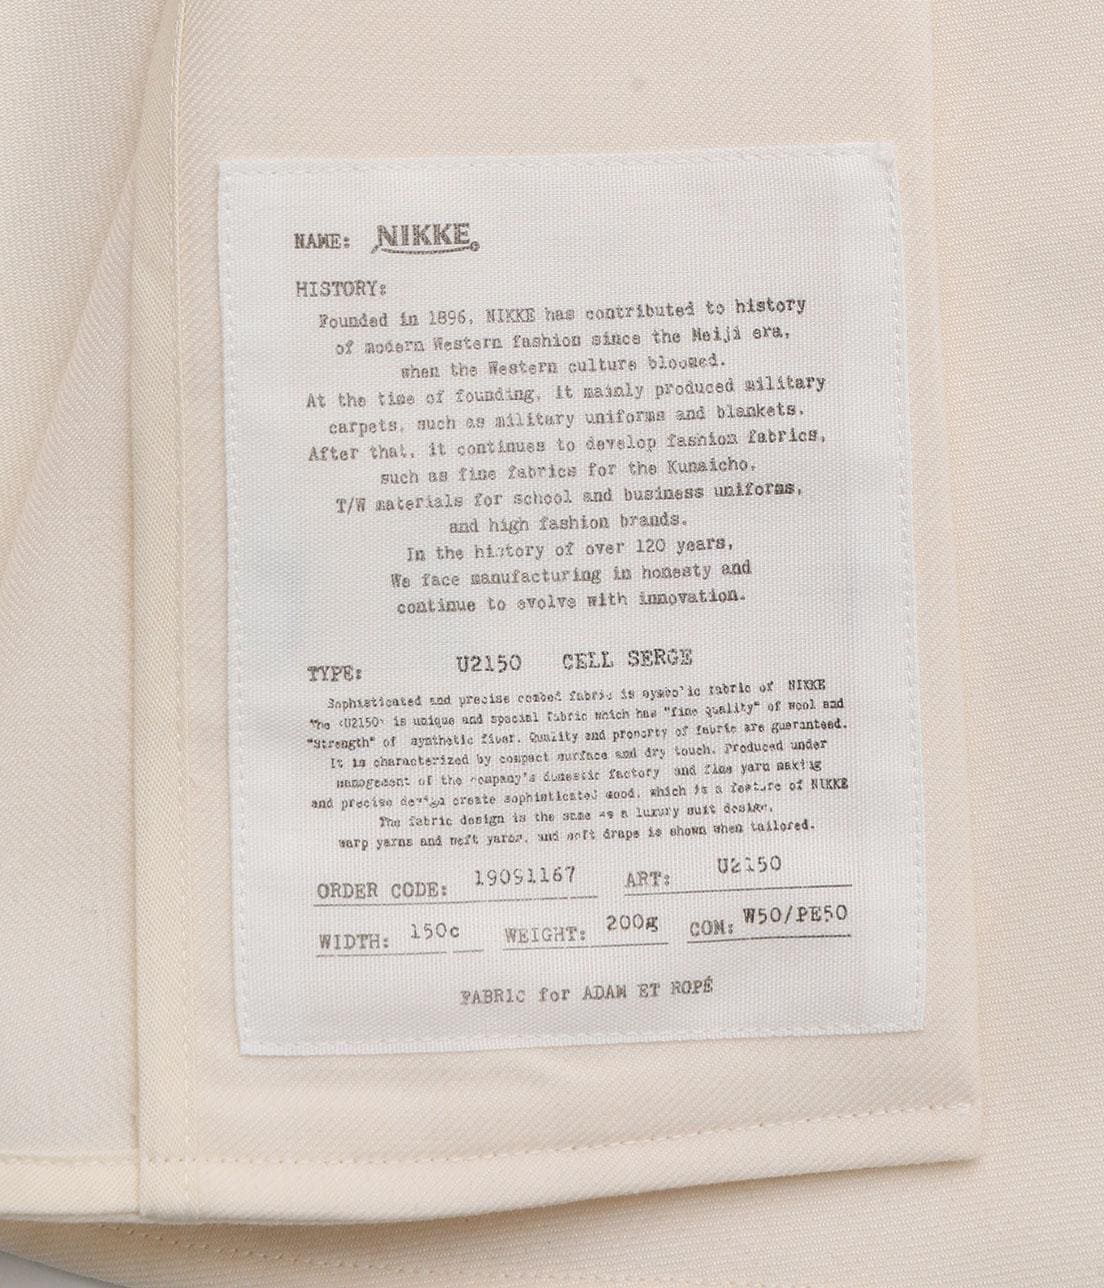 NAME: NIKKE
HISTORY:
Founded in 1896, NIKKE has contributed to history
of modern Western fashion since the Meiji era,
when the Western culture bloomed.
At the time of founding, it mainly produced military
carpets, such as military uniforms and blankets.
After that, it continues to develop fashion fabrics,
such as fine fabrics for the Kunaicho,
T/W materials for school and business uniforms,
and high fashion brands.
In the history of over 120 years,
We face manufacturing in honesty and
continue to evolve with innovation.
TYPE: U2150 CELL SERGE
Sophisticated and precise combed fabric is symbolic fabric of NIKKE
The <U2150> is unique and special fabric which has "fine quality" of wool and
"Strength" of synthetic fiber. Quality and property of fabric are guaranteed.
It is characterized by compact surface and dry touch. Produced under
management of the company's domestic factory and fine yarn making
and precise design create sophisticated good, which is a feature of NIKKE
The fabric design is the same as a luxury suit design,
warp yarns and weft yarns, and soft drape is shown when tailored.
ORDER CODE: 19091167 ART: U2150
WIDTH: 150c WEIGHT: 200g COM: W50/PE50
FABRIC for ADAM ET ROPÉ